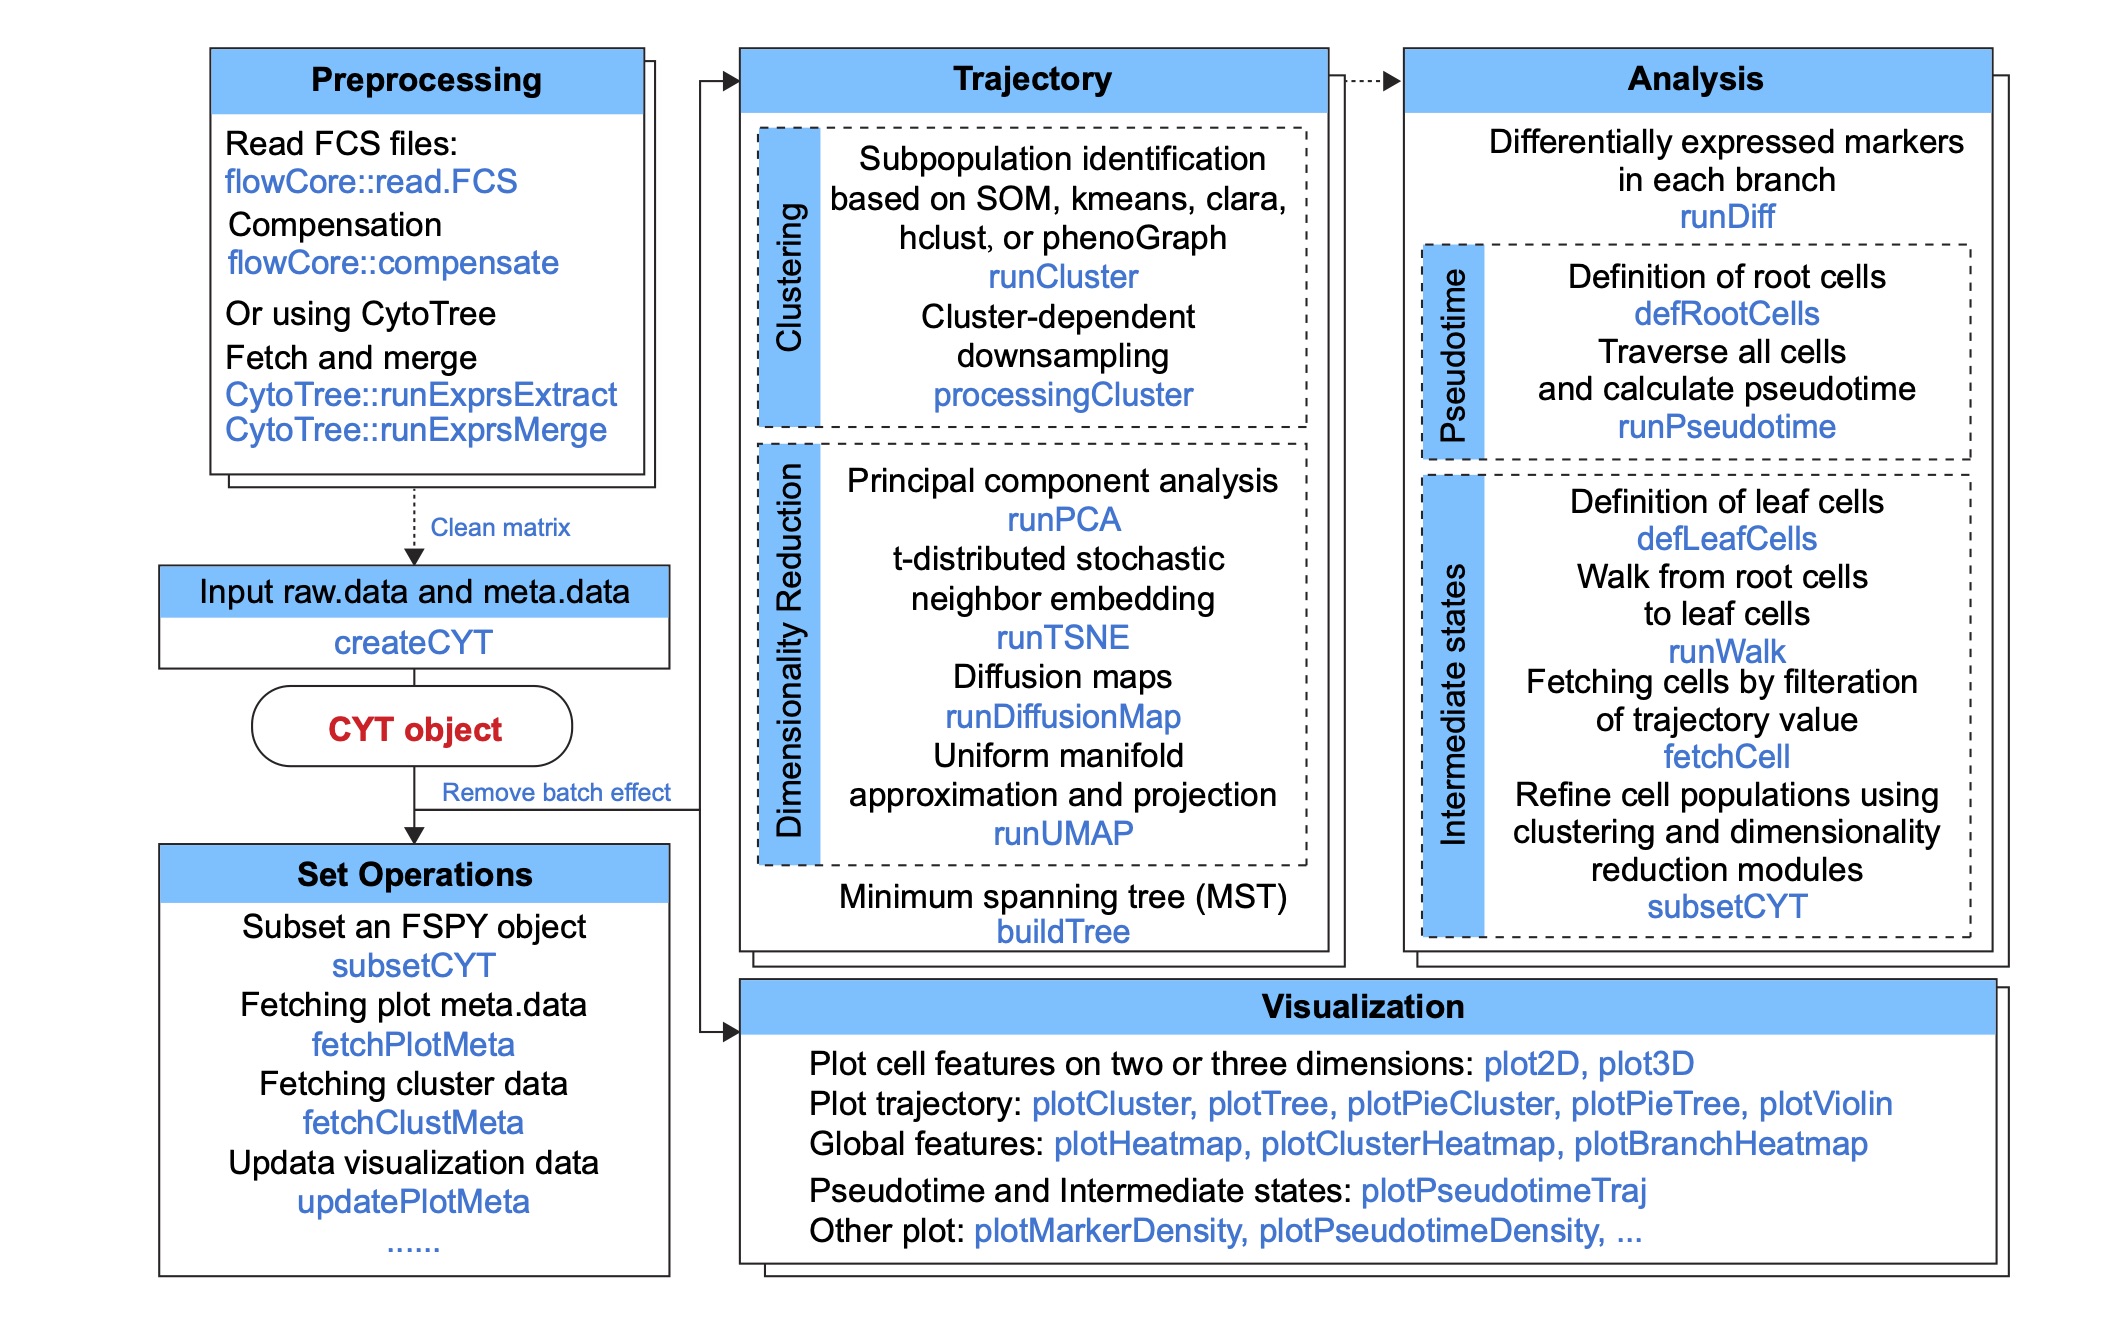 Preprocessing
Read FCS files:
flowCore::read.FCS
Compensation
flowCore::compensate
Or using CytoTree
Fetch and merge
CytoTree::runExprsExtract
CytoTree::runExprsMerge
Clean matrix
Input raw.data and meta.data
createCYT
CYT object
Remove batch effect
Set Operations
Subset an FSPY object
subsetCYT
Fetching plot meta.data
fetchPlotMeta
Fetching cluster data
fetchClustMeta
Updata visualization data
updatePlotMeta
......
Trajectory
Clustering
Subpopulation identification
based on SOM, kmeans, clara,
hclust, or phenoGraph
runCluster
Cluster-dependent
downsampling
processingCluster
Dimensionality Reduction
Principal component analysis
runPCA
t-distributed stochastic
neighbor embedding
runTSNE
Diffusion maps
runDiffusionMap
Uniform manifold
approximation and projection
runUMAP
Minimum spanning tree (MST)
buildTree
Analysis
Differentially expressed markers
in each branch
runDiff
Pseudotime
Definition of root cells
defRootCells
Traverse all cells
and calculate pseudotime
runPseudotime
Intermediate states
Definition of leaf cells
defLeafCells
Walk from root cells
to leaf cells
runWalk
Fetching cells by filteration
of trajectory value
fetchCell
Refine cell populations using
clustering and dimensionality
reduction modules
subsetCYT
Visualization
Plot cell features on two or three dimensions: plot2D, plot3D
Plot trajectory: plotCluster, plotTree, plotPieCluster, plotPieTree, plotViolin
Global features: plotHeatmap, plotClusterHeatmap, plotBranchHeatmap
Pseudotime and Intermediate states: plotPseudotimeTraj
Other plot: plotMarkerDensity, plotPseudotimeDensity, ...